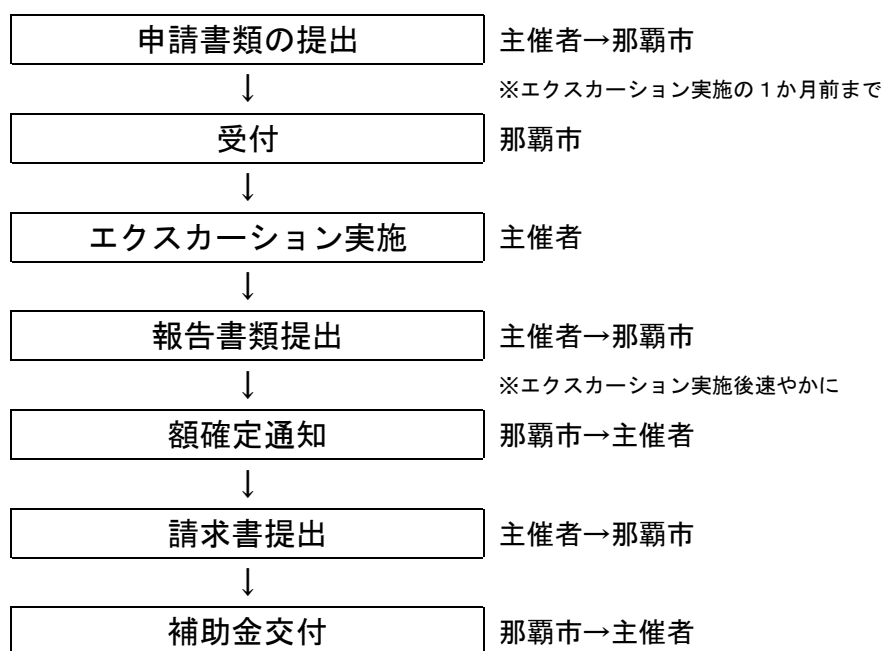 申請書類の提出 主催者→那覇市
↓ ※エクスカーション実施の1か月前まで
受付 那覇市
↓
エクスカーション実施 主催者
↓
報告書類提出 主催者→那覇市
↓ ※エクスカーション実施後速やかに
額確定通知 那覇市→主催者
↓
請求書提出 主催者→那覇市
↓
補助金交付 那覇市→主催者